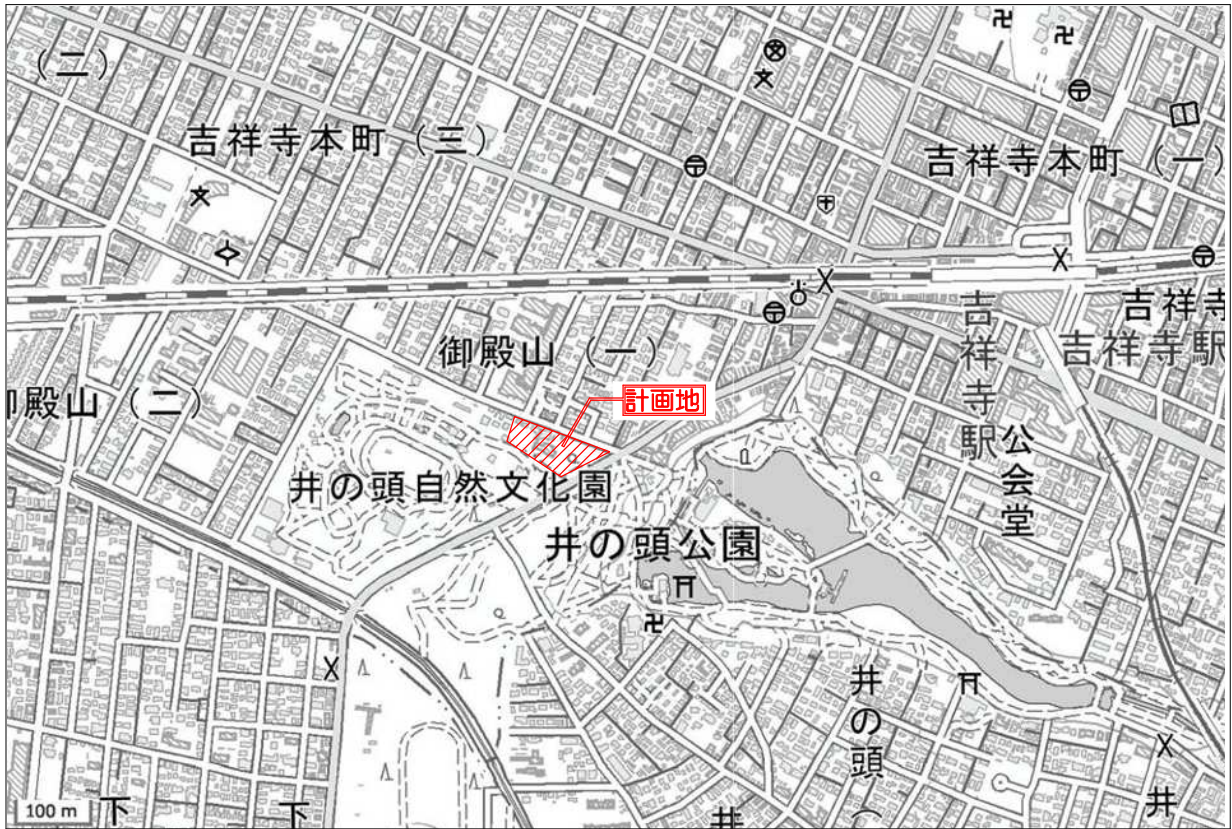 (二)
吉祥寺本町 (三)
吉祥寺本町 (一)
御殿山 (一)
計画地
吉祥寺
吉祥寺駅
吉祥寺駅
公会堂
殿山 (二)
井の頭自然文化園
井の頭公園
井の頭 (
100 m
下
下
井
井